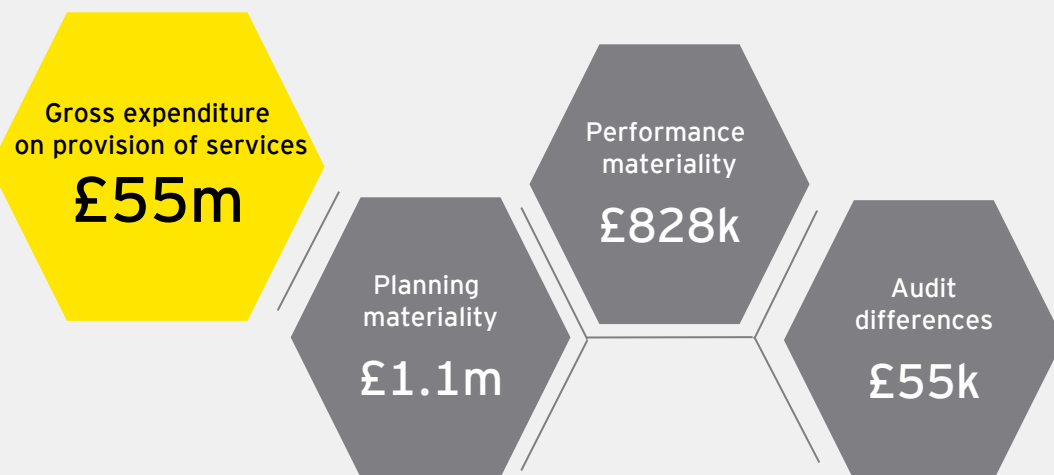 Gross expenditure
on provision of services
£55m
Planning
materiality
£1.1m
Performance
materiality
£828k
Audit
differences
£55k